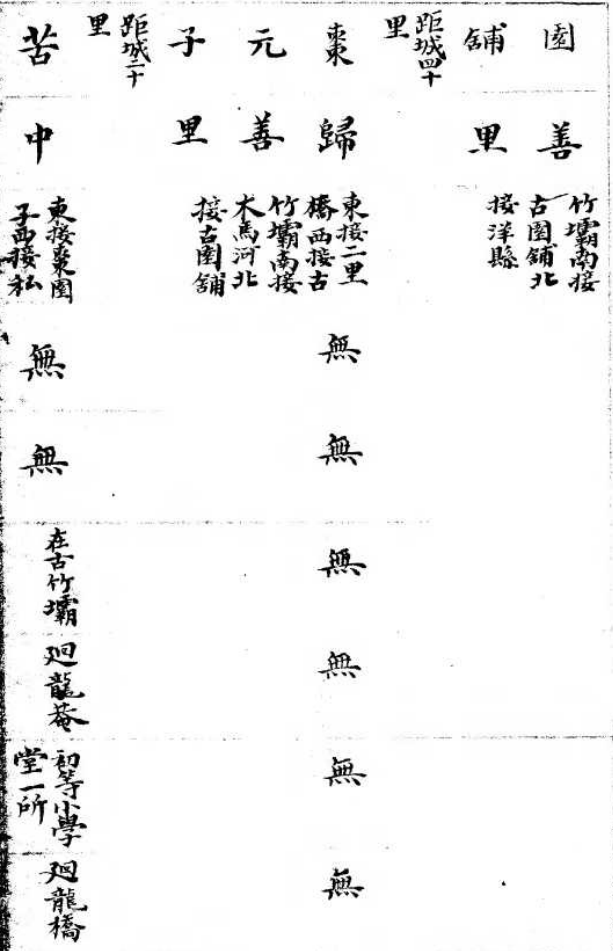 園
舖
距城四十
里
善
里
竹壩南接
古園舖北
接洋縣
棗
元
子
距城二十
里
歸
善
里
東接二里
橋西接古
竹壩南接
木馬河北
接古園舖
無
無
無
無
無
無
苦
中
東接棗園
子西接私
無
無
在古竹壩
廻龍菴
初等小學
堂一所
廻龍橋